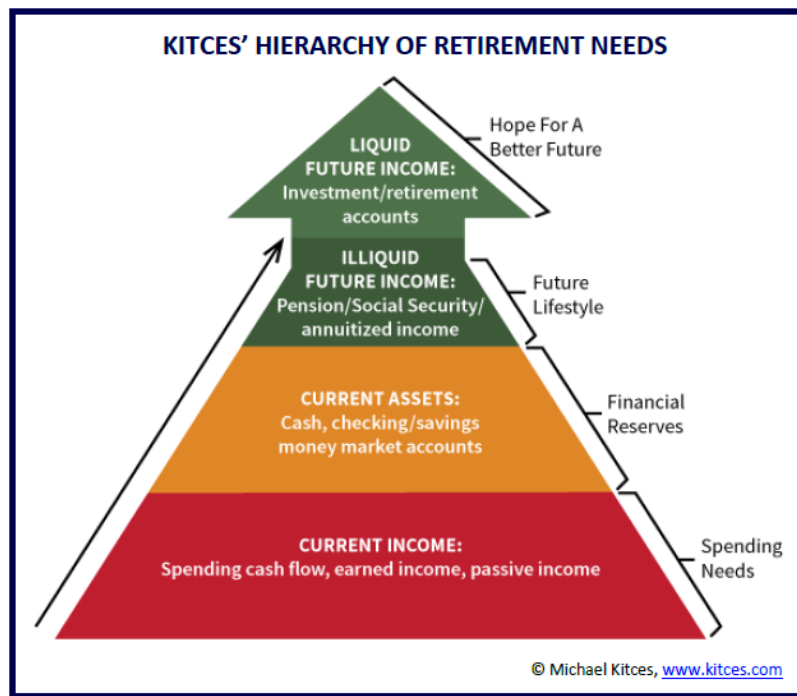 KITCES’ HIERARCHY OF RETIREMENT NEEDS
LIQUID
FUTURE INCOME:
Investment/retirement
accounts
Hope For A
Better Future
ILLIQUID
FUTURE INCOME:
Pension/Social Security/
annuitized income
Future
Lifestyle
CURRENT ASSETS:
Cash, checking/savings
money market accounts
Financial
Reserves
CURRENT INCOME:
Spending cash flow, earned income, passive income
Spending
Needs
© Michael Kitces, www.kitces.com